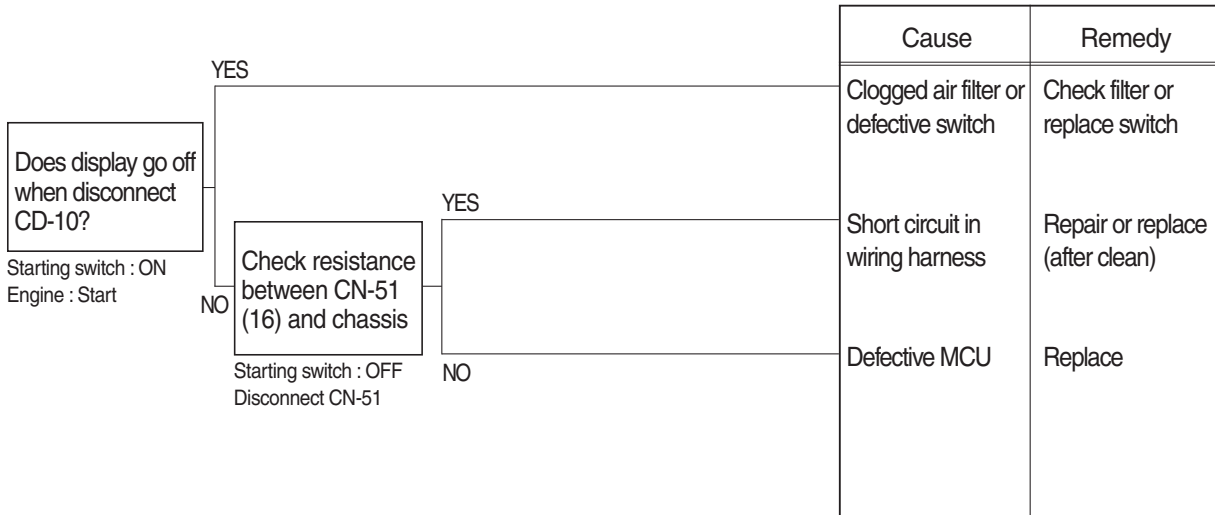 Cause
Remedy
YES
Clogged air filter or
defective switch
Check filter or
replace switch
Does display go off
when disconnect
CD-10?
Starting switch : ON
Engine : Start
NO
YES
Check resistance
between CN-51
(16) and chassis
Starting switch : OFF
Disconnect CN-51
Short circuit in
wiring harness
Repair or replace
(after clean)
NO
Defective MCU
Replace